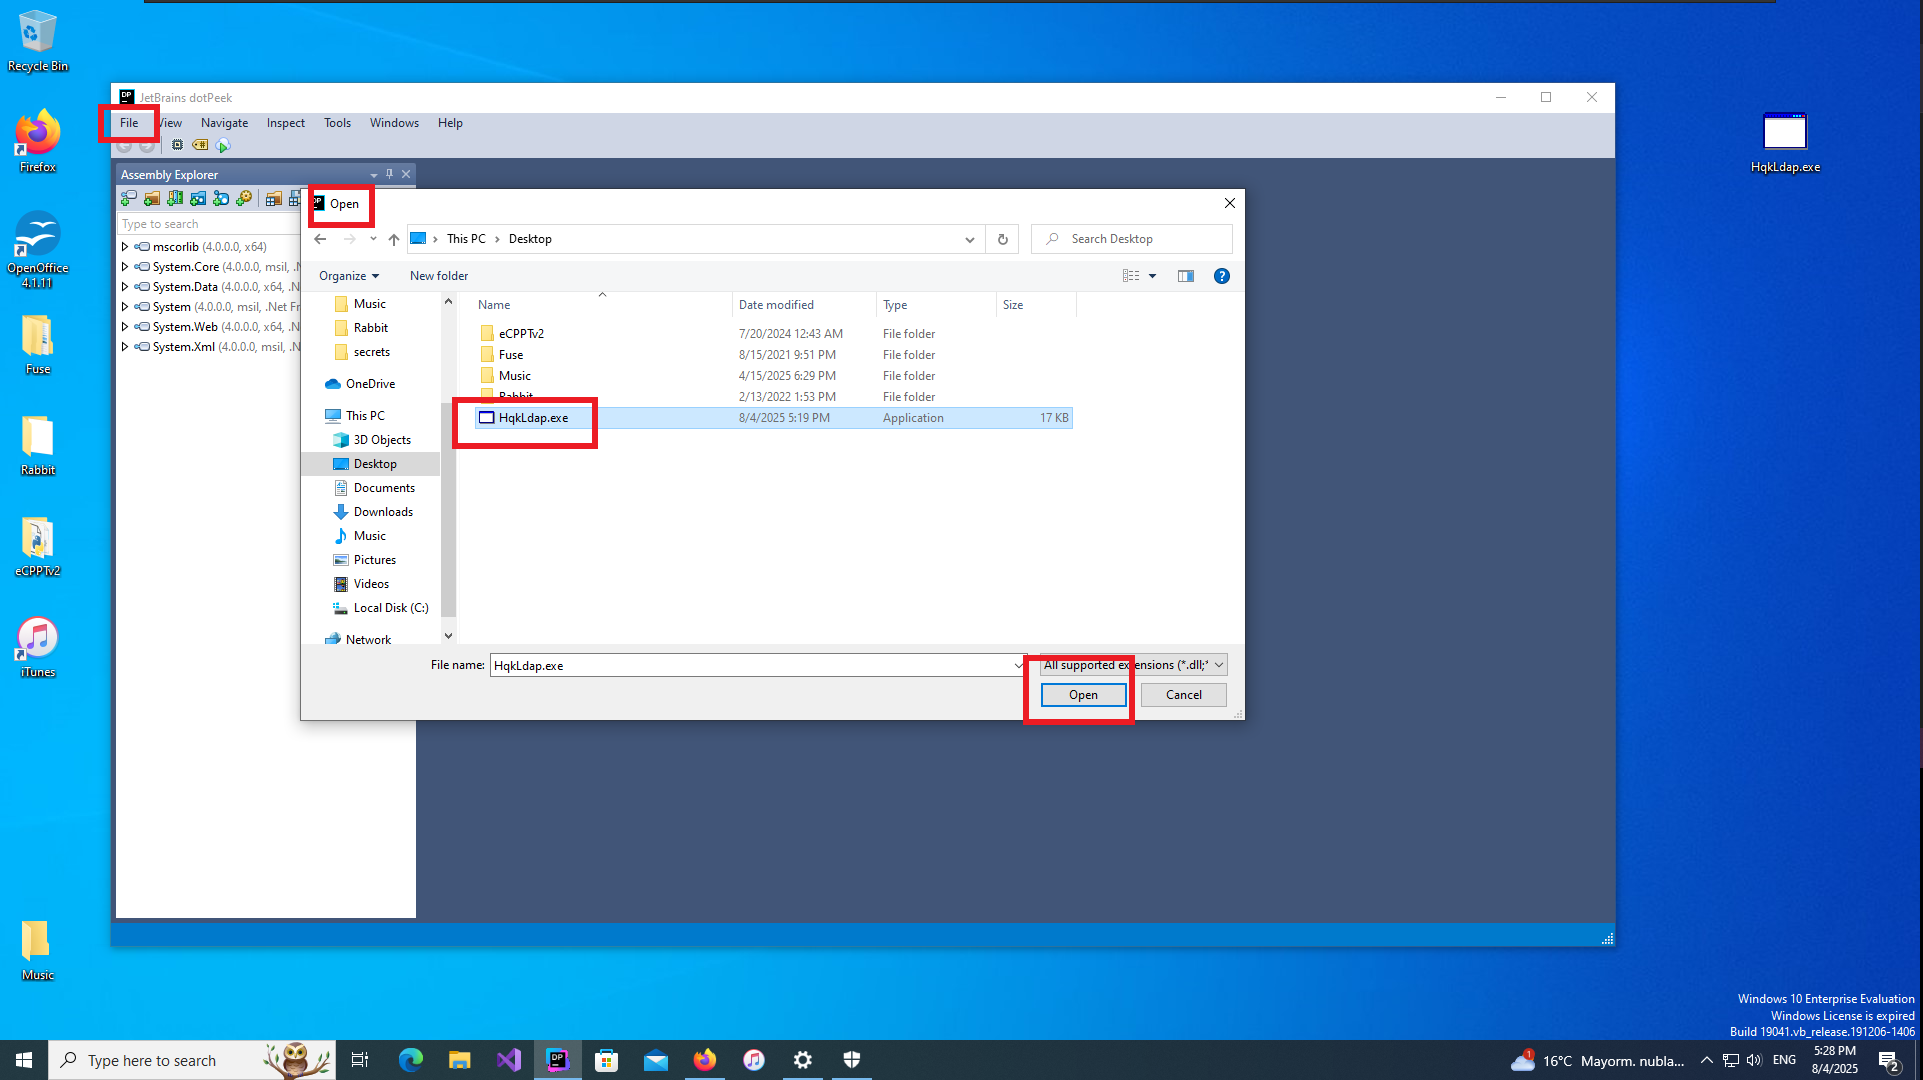 Recycle Bin
Firefox
OpenOffice
4.1.11
Fuse
Rabbit
eCPPTv2
iTunes
Music
HqkLdap.exe
JetBrains dotPeek
File View Navigate Inspect Tools Windows Help
Assembly Explorer
Type to search
mscorlib (4.0.0.0, x64)
System.Core (4.0.0.0, msil, .N
System.Data (4.0.0.0, x64, .N
System (4.0.0.0, msil, .Net Fr
System.Web (4.0.0.0, x64, .N
System.Xml (4.0.0.0, msil, .N
Open
This PC > Desktop
Search Desktop
Organize New folder
Music
Rabbit
secrets
OneDrive
This PC
3D Objects
Desktop
Documents
Downloads
Music
Pictures
Videos
Local Disk (C:)
Network
Name Date modified Type Size
eCPPTv2 7/20/2024 12:43 AM File folder
Fuse 8/15/2021 9:51 PM File folder
Music 4/15/2025 6:29 PM File folder
Rabbit 2/13/2022 1:53 PM File folder
HqkLdap.exe 8/4/2025 5:19 PM Application 17 KB
File name: HqkLdap.exe
All supported extensions (*.dll;*
Open Cancel
Windows 10 Enterprise Evaluation
Windows License is expired
Build 19041.vb_release.191206-1406
Type here to search
1
16°C Mayorm. nubla...
ENG
5:28 PM
8/4/2025
2